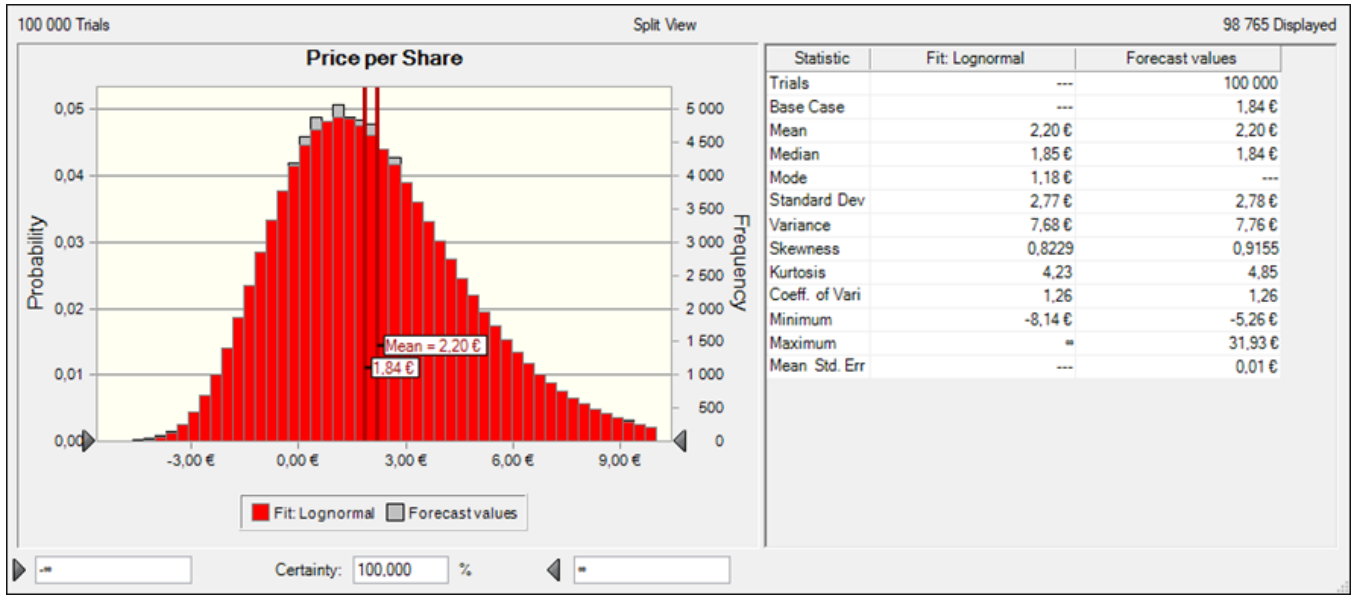 100 000 Trials Split View 98 765 Displayed
Price per Share
Probability
0,05
0,04
0,03
0,02
0,01
0,00
5 000
4 500
4 000
3 500
3 000
2 500
2 000
1 500
1 000
500
0
Frequency
Mean = 2,20 €
1,84 €
-3,00 € 0,00 € 3,00 € 6,00 € 9,00 €
Fit: Lognormal Forecast values
Statistic Fit: Lognormal Forecast values
Trials --- 100 000
Base Case --- 1,84 €
Mean 2,20 € 2,20 €
Median 1,85 € 1,84 €
Mode 1,18 € ---
Standard Dev 2,77 € 2,78 €
Variance 7,68 € 7,76 €
Skewness 0,8229 0,9155
Kurtosis 4,23 4,85
Coeff. of Vari 1,26 1,26
Minimum -8,14 € -5,26 €
Maximum ∞ 31,93 €
Mean Std. Err --- 0,01 €
-∞ Certainty: 100,000 % ∞